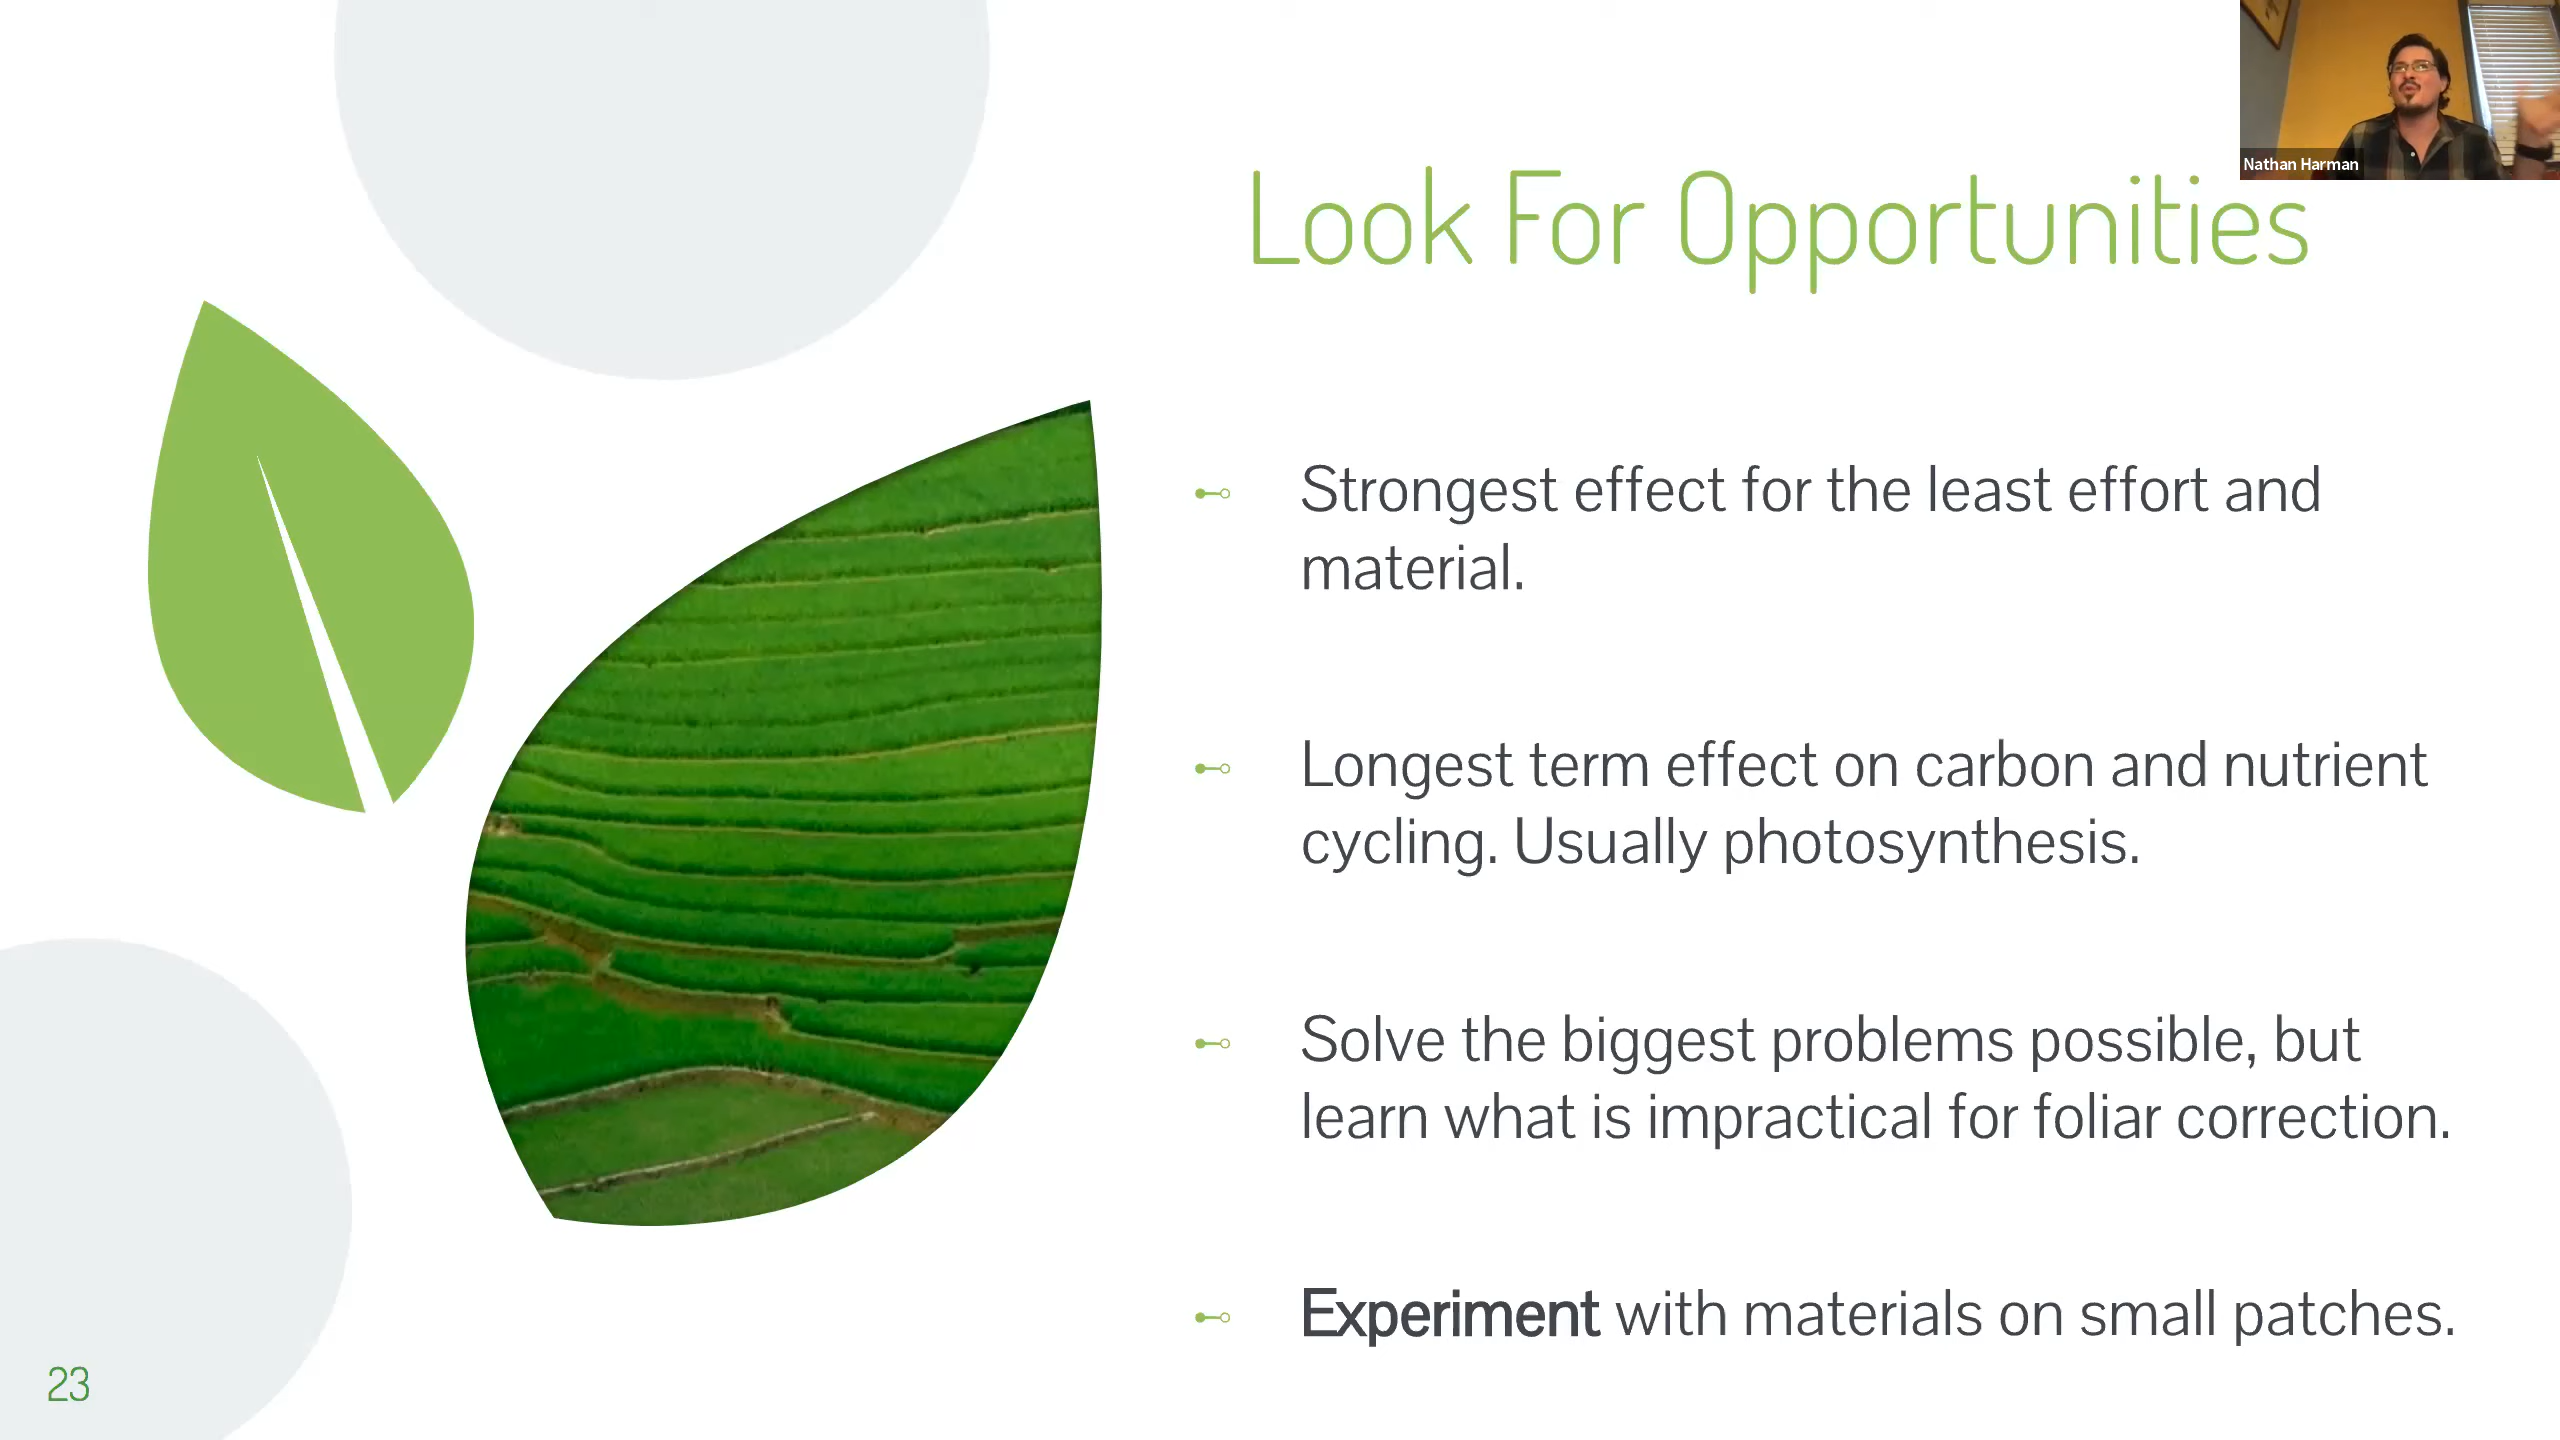 Nathan Harman
Look For Opportunities
Strongest effect for the least effort and
material.
Longest term effect on carbon and nutrient
cycling. Usually photosynthesis.
Solve the biggest problems possible, but
learn what is impractical for foliar correction.
Experiment with materials on small patches.
23